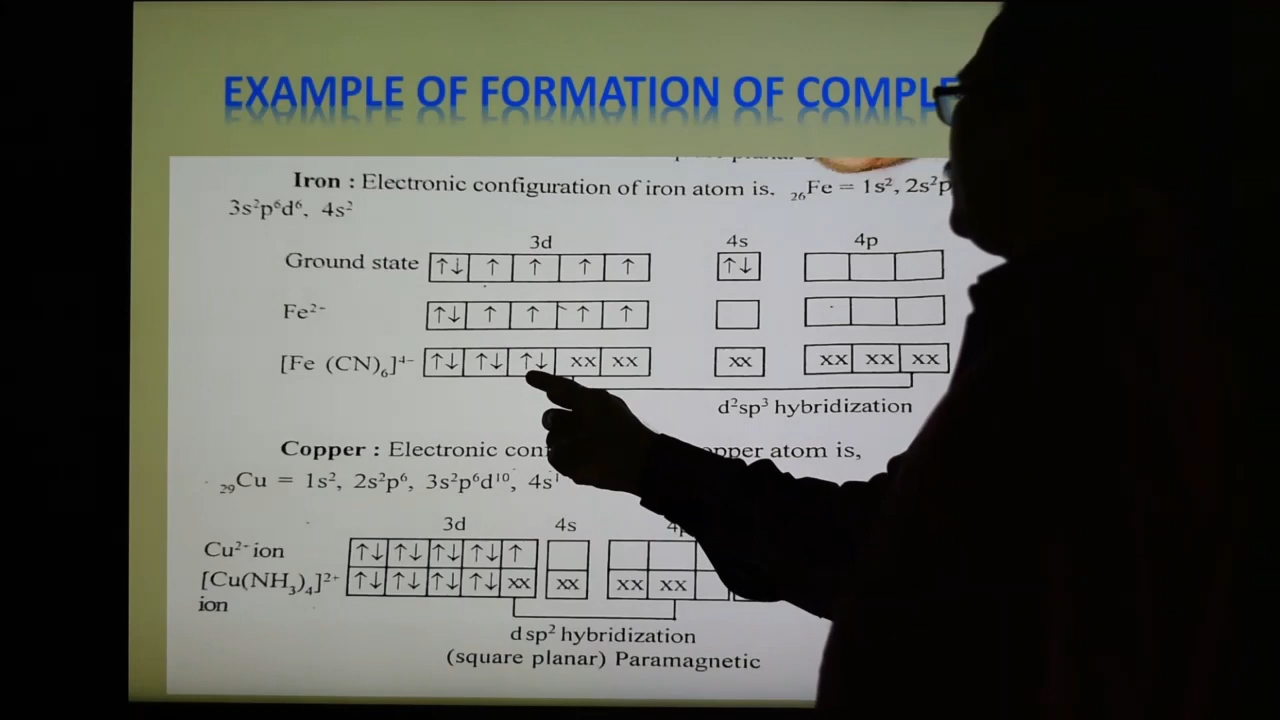 EXAMPLE OF FORMATION OF COMPLE
Iron : Electronic configuration of iron atom is. ₂₆Fe = 1s², 2s²p
3s²p⁶d⁶, 4s²
3d 4s 4p
Ground state ↑↓ ↑ ↑ ↑ ↑ ↑↓
Fe²⁻ ↑↓ ↑ ↑ ↑ ↑
[Fe (CN)₆]⁴⁻ ↑↓ ↑↓ ↑↓ xx xx xx xx xx xx
d²sp³ hybridization
Copper : Electronic con opper atom is,
₂₉Cu = 1s², 2s²p⁶, 3s²p⁶d¹⁰, 4s¹
3d 4s 4p
Cu²⁺ ion ↑↓ ↑↓ ↑↓ ↑↓ ↑
[Cu(NH₃)₄]²⁺ ↑↓ ↑↓ ↑↓ ↑↓ xx xx xx xx
ion
dsp² hybridization
(square planar) Paramagnetic